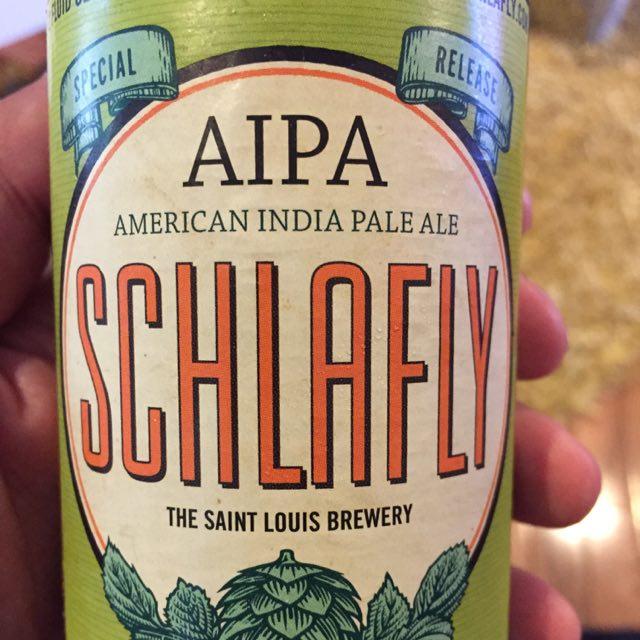 SPECIAL RELEASE
AIPA
AMERICAN INDIA PALE ALE
SCHLAFLY
THE SAINT LOUIS BREWERY